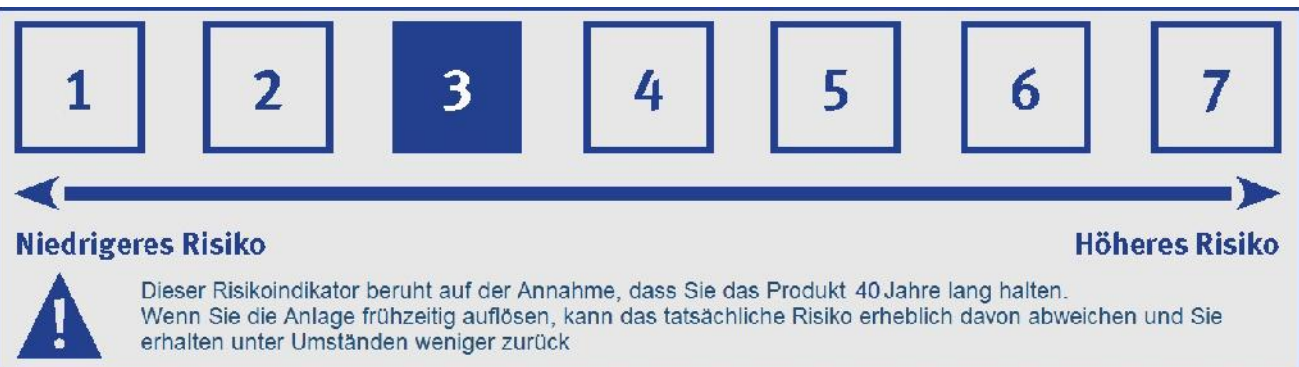 1 2 3 4 5 6 7
Niedrigeres Risiko Höheres Risiko
Dieser Risikoindikator beruht auf der Annahme, dass Sie das Produkt 40 Jahre lang halten.
Wenn Sie die Anlage frühzeitig auflösen, kann das tatsächliche Risiko erheblich davon abweichen und Sie
erhalten unter Umständen weniger zurück